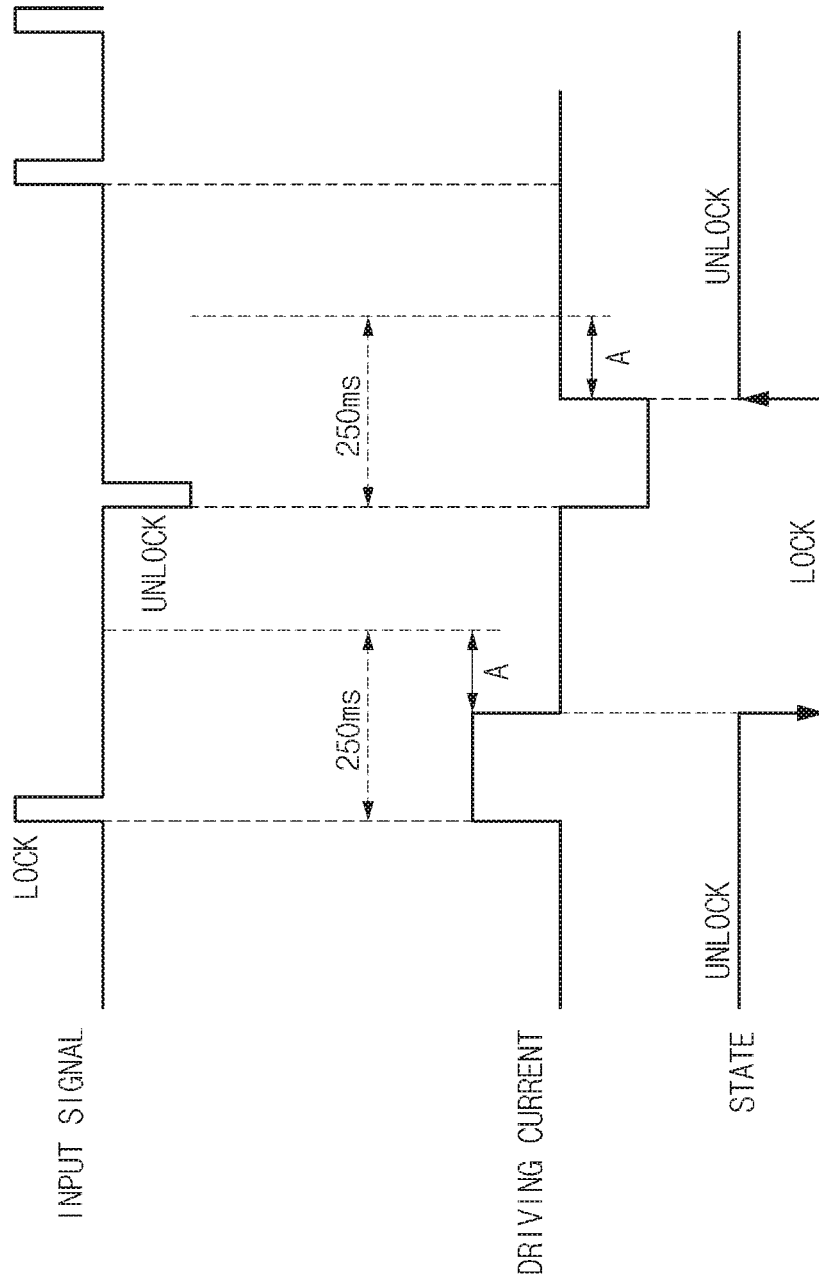 INPUT SIGNAL
LOCK
UNLOCK
250ms
250ms
DRIVING CURRENT
A
A
STATE
UNLOCK
LOCK
UNLOCK